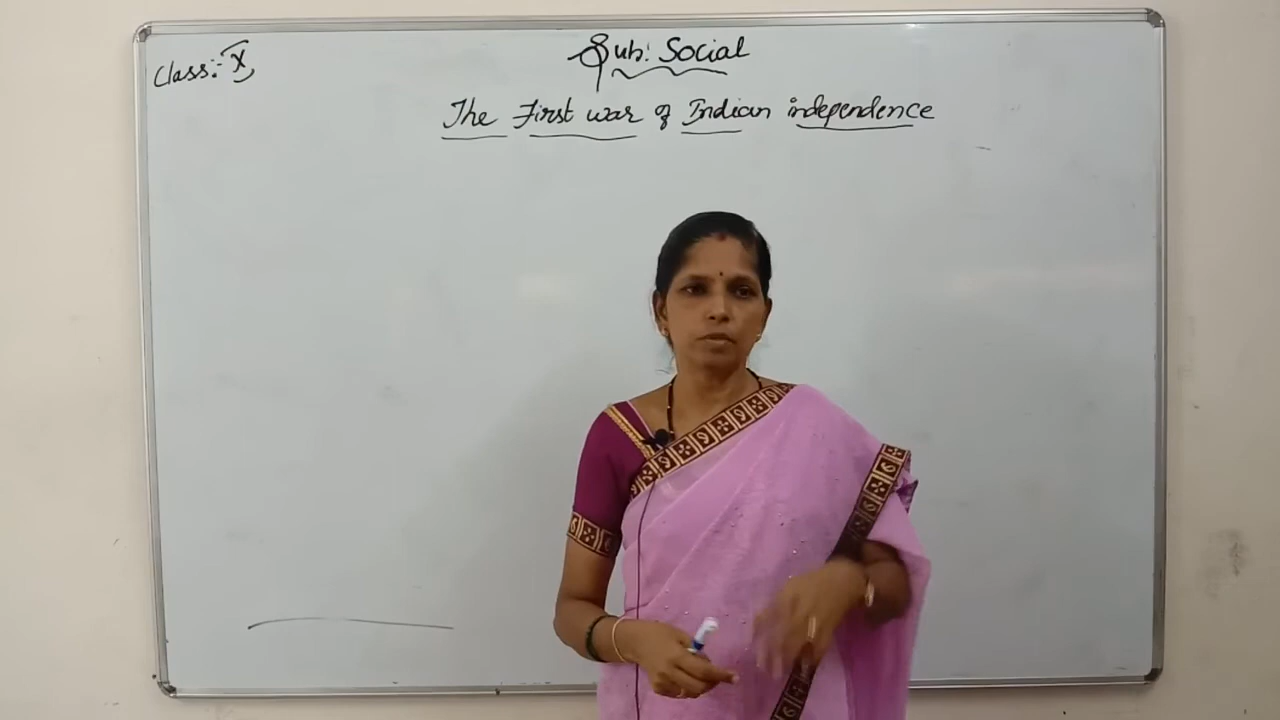 Class:- X
Sub: Social
The First war of Indian independence